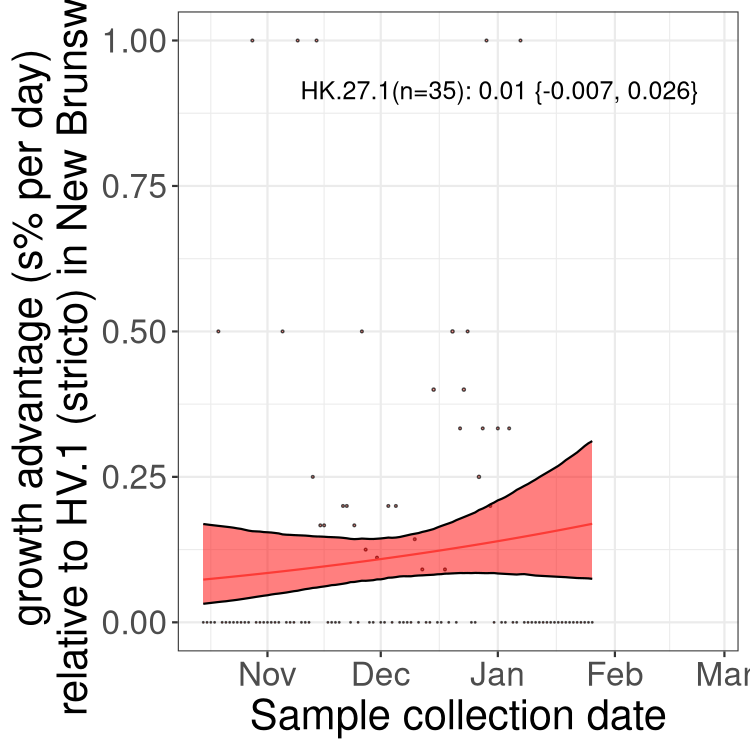 growth advantage (s% per day)
relative to HV.1 (stricto) in New Brunsw
1.00
0.75
0.50
0.25
0.00
HK.27.1(n=35): 0.01 {-0.007, 0.026}
Nov Dec Jan Feb Mar
Sample collection date